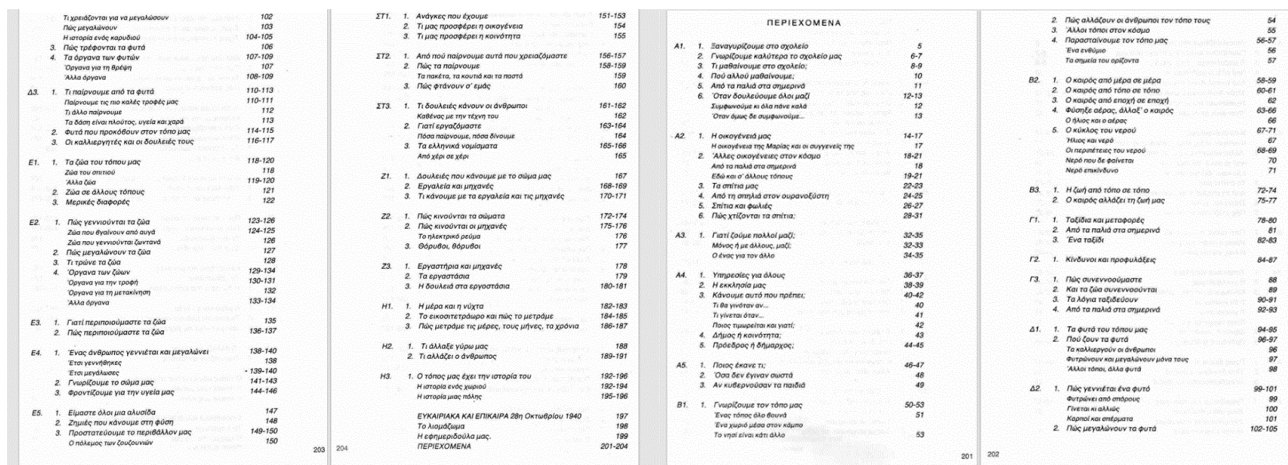 Τι χρειάζονται για να μεγαλώσουν 102
Πώς μεγαλώνουν 103
Η ιστορία ενός καρυδιού 104-105
3. Πώς τρέφονται τα φυτά 106
4. Τα όργανα των φυτών 107-109
Όργανα για τη θρέψη 107
Άλλα όργανα 108-109
Δ3. 1. Τι παίρνουμε από τα φυτά 110-113
Παίρνουμε τις πιο καλές τροφές μας 110-111
Τι άλλο παίρνουμε 112
Τα δάση είναι πλούτος, υγεία και χαρά 113
2. Φυτά που προκόβουν στον τόπο μας 114-115
3. Οι καλλιεργητές και οι δουλειές τους 116-117
Ε1. 1. Τα ζώα του τόπου μας 118-120
Ζώα του σπιτιού 118
Άλλα ζώα 119-120
2. Ζώα σε άλλους τόπους 121
3. Μερικές διαφορές 122
Ε2. 1. Πώς γεννιούνται τα ζώα 123-126
Ζώα που βγαίνουν από αυγά 124-125
Ζώα που γεννιούνται ζωντανά 126
2. Πώς μεγαλώνουν τα ζώα 127
3. Τι τρώνε τα ζώα 128
4. Όργανα των ζώων 129-134
Όργανα για την τροφή 130-131
Όργανα για τη μετακίνηση 132
Άλλα όργανα 133-134
Ε3. 1. Γιατί περιποιούμαστε τα ζώα 135
2. Πώς περιποιούμαστε τα ζώα 136-137
Ε4. 1. Ένας άνθρωπος γεννιέται και μεγαλώνει 138-140
Έτσι γεννήθηκες 138
Έτσι μεγάλωσες 139-140
2. Γνωρίζουμε το σώμα μας 141-143
3. Φροντίζουμε για την υγεία μας 144-146
Ε5. 1. Είμαστε όλοι μια αλυσίδα 147
2. Ζημιές που κάνουμε στη φύση 148
3. Προστατεύουμε το περιβάλλον μας 149-150
Ο πόλεμος των ζουζουνιών 150
203
ΣΤ1. 1. Ανάγκες που έχουμε 151-153
2. Τι μας προσφέρει η οικογένεια 154
3. Τι μας προσφέρει η κοινότητα 155
ΣΤ2. 1. Από πού παίρνουμε αυτά που χρειαζόμαστε 156-157
2. Πώς τα παίρνουμε 158-159
Τα πακέτα, τα κουτιά και τα παστά 159
3. Πώς φτάνουν σ' εμάς 160
ΣΤ3. 1. Τι δουλειές κάνουν οι άνθρωποι 161-162
Καθένας με την τέχνη του 162
2. Γιατί εργαζόμαστε 163-164
Πόσα παίρνουμε, πόσα δίνουμε 164
3. Τα ελληνικά νομίσματα 165-166
Από χέρι σε χέρι 165
Ζ1. 1. Δουλειές που κάνουμε με το σώμα μας 167
2. Εργαλεία και μηχανές 168-169
3. Τι κάνουμε με τα εργαλεία και τις μηχανές 170-171
Ζ2. 1. Πώς κινούνται τα σώματα 172-174
2. Πώς κινούνται οι μηχανές 175-176
Το ηλεκτρικό ρεύμα 176
3. Θόρυβοι, θόρυβοι 177
Ζ3. 1. Εργαστήρια και μηχανές 178
2. Τα εργοστάσια 179
3. Η δουλειά στα εργοστάσια 180-181
Η1. 1. Η μέρα και η νύχτα 182-183
2. Το εικοσιτετράωρο και πώς το μετράμε 184-185
3. Πώς μετράμε τις μέρες, τους μήνες, τα χρόνια 186-187
Η2. 1. Τι άλλαξε γύρω μας 188
2. Τι αλλάζει ο άνθρωπος 189-191
Η3. 1. Ο τόπος μας έχει την ιστορία του 192-196
Η ιστορία ενός χωριού 192-194
Η ιστορία μιας πόλης 195-196
ΕΥΚΑΙΡΙΑΚΑ ΚΑΙ ΕΠΙΚΑΙΡΑ 28η Οκτωβρίου 1940 197
Το λιομάζωμα 198
Η εφημεριδούλα μας. 199
ΠΕΡΙΕΧΟΜΕΝΑ 201-204
204
ΠΕΡΙΕΧΟΜΕΝΑ
Α1. 1. Ξαναγυρίζουμε στο σχολείο 5
2. Γνωρίζουμε καλύτερα το σχολείο μας 6-7
3. Τι μαθαίνουμε στο σχολείο; 8-9
4. Πού αλλού μαθαίνουμε; 10
5. Από τα παλιά στα σημερινά 11
6. Όταν δουλεύουμε όλοι μαζί 12-13
Συμφωνούμε κι όλα πάνε καλά 12
Όταν όμως δε συμφωνούμε... 13
Α2. 1. Η οικογένειά μας 14-17
Η οικογένεια της Μαρίας και οι συγγενείς της 17
2. Άλλες οικογένειες στον κόσμο 18-21
Από τα παλιά στα σημερινά 18
Εδώ και σ' άλλους τόπους 19-21
3. Τα σπίτια μας 22-23
4. Από τη σπηλιά στον ουρανοξύστη 24-25
5. Σπίτια και φωλιές 26-27
6. Πώς χτίζονται τα σπίτια; 28-31
Α3. 1. Γιατί ζούμε πολλοί μαζί; 32-35
Μόνος ή με άλλους, μαζί; 32-33
Ο ένας για τον άλλο 34-35
Α4. 1. Υπηρεσίες για όλους 36-37
2. Η εκκλησία μας 38-39
3. Κάνουμε αυτό που πρέπει; 40-42
Τι θα γινόταν αν... 40
Τι γίνεται όταν... 41
Ποιος τιμωρείται και γιατί; 42
4. Δήμος ή κοινότητα; 43
5. Πρόεδρος ή δήμαρχος; 44-45
Α5. 1. Ποιος έκανε τι; 46-47
2. Όσα δεν έγιναν σωστά 48
3. Αν κυβερνούσαν τα παιδιά 49
Β1. 1. Γνωρίζουμε τον τόπο μας 50-53
Ένας τόπος όλο βουνά 51
Ένα χωριό μέσα στον κάμπο
Το νησί είναι κάτι άλλο 53
201
2. Πώς αλλάζουν οι άνθρωποι τον τόπο τους 54
3. Άλλοι τόποι στον κόσμο 55
4. Παρασταίνουμε τον τόπο μας 56-57
Ένα ενθύμιο 56
Τα σημεία του ορίζοντα 57
Β2. 1. Ο καιρός από μέρα σε μέρα 58-59
2. Ο καιρός από τόπο σε τόπο 60-61
3. Ο καιρός από εποχή σε εποχή 62
4. Φύσηξε αέρας, άλλαξ' ο καιρός 63-66
Ο ήλιος και ο αέρας 66
5. Ο κύκλος του νερού 67-71
Ήλιος και νερό 67
Οι περιπέτειες του νερού 68-69
Νερό που δε φαίνεται 70
Νερό επικίνδυνο 71
Β3. 1. Η ζωή από τόπο σε τόπο 72-74
2. Ο καιρός αλλάζει τη ζωή μας 75-77
Γ1. 1. Ταξίδια και μεταφορές 78-80
2. Από τα παλιά στα σημερινά 81
3. Ένα ταξίδι 82-83
Γ2. 1. Κίνδυνοι και προφυλάξεις 84-87
Γ3. 1. Πώς συνεννοούμαστε 88
2. Και τα ζώα συνεννοούνται 89
3. Τα λόγια ταξιδεύουν 90-91
4. Από τα παλιά στα σημερινά 92-93
Δ1. 1. Τα φυτά του τόπου μας 94-95
2. Πού ζουν τα φυτά 96-97
Τα καλλιεργούν οι άνθρωποι 96
Φυτρώνουν και μεγαλώνουν μόνα τους 97
Άλλοι τόποι, άλλα φυτά 98
Δ2. 1. Πώς γεννιέται ένα φυτό 99-101
Φυτρώνει από σπόρους 99
Γίνεται κι αλλιώς 100
Καρποί και σπέρματα 101
2. Πώς μεγαλώνουν τα φυτά 102-105
202